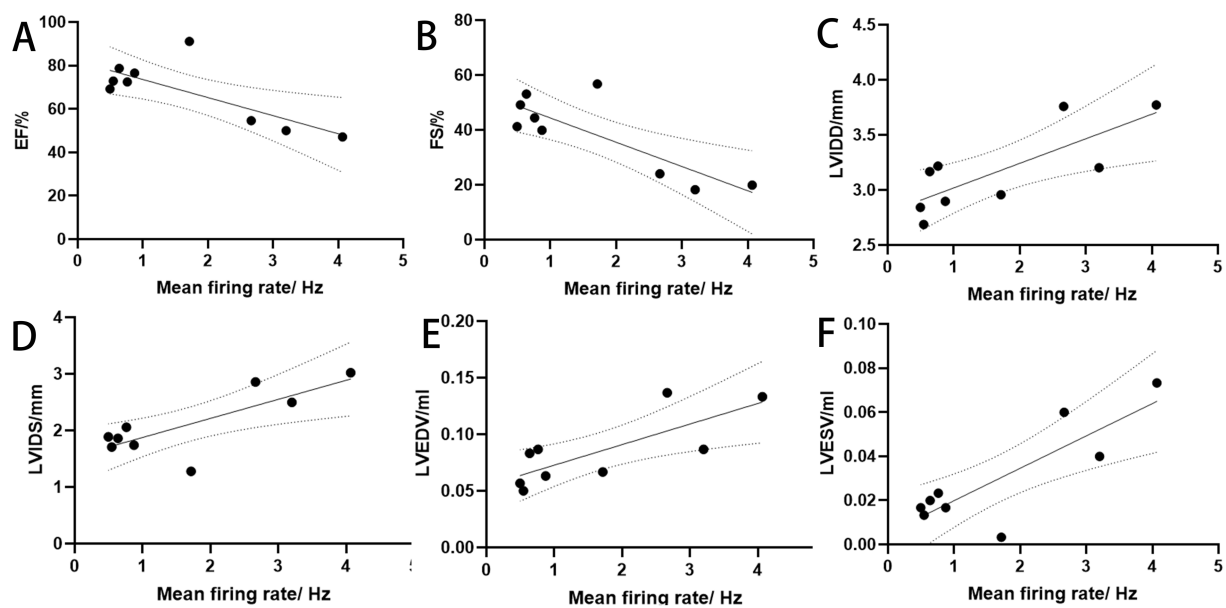 A
EF/%
100
80
60
40
20
0
0 1 2 3 4 5
Mean firing rate/ Hz
B
FS/%
80
60
40
20
0
0 1 2 3 4 5
Mean firing rate/ Hz
C
LVIDD/mm
4.5
4.0
3.5
3.0
2.5
0 1 2 3 4 5
Mean firing rate/ Hz
D
LVIDS/mm
4
3
2
1
0
0 1 2 3 4
Mean firing rate/ Hz
E
LVEDV/ml
0.20
0.15
0.10
0.05
0.00
0 1 2 3 4
Mean firing rate/ Hz
F
LVESV/ml
0.10
0.08
0.06
0.04
0.02
0.00
0 1 2 3 4 5
Mean firing rate/ Hz